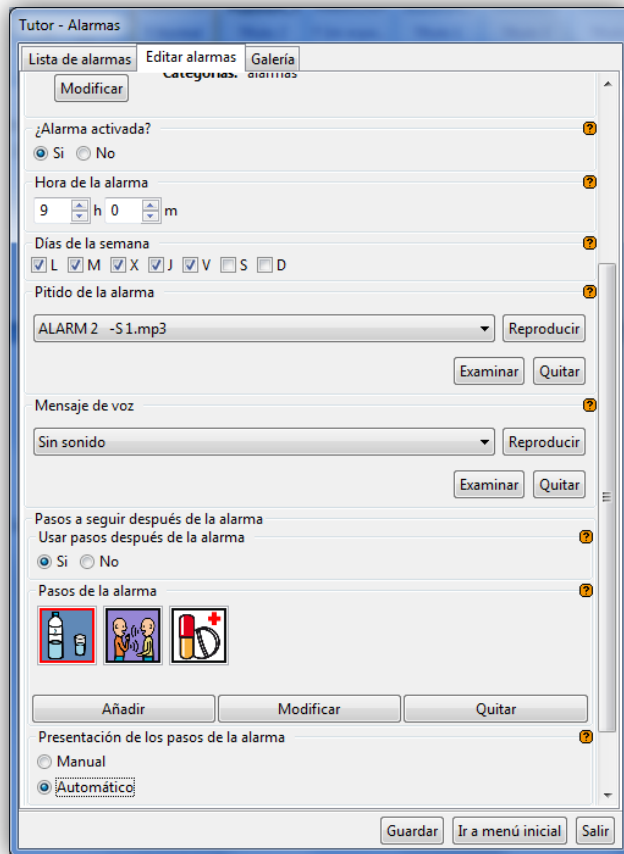 Tutor - Alarmas
Lista de alarmas Editar alarmas Galería
Categorías: alarmas
Modificar
¿Alarma activada? ?
Si No
Hora de la alarma ?
9 h 0 m
Días de la semana ?
L M X J V S D
Pitido de la alarma ?
ALARM 2 -S 1.mp3 Reproducir
Examinar Quitar
Mensaje de voz ?
Sin sonido Reproducir
Examinar Quitar
Pasos a seguir después de la alarma
Usar pasos después de la alarma ?
Si No
Pasos de la alarma ?
Añadir Modificar Quitar
Presentación de los pasos de la alarma ?
Manual
Automático
Guardar Ir a menú inicial Salir